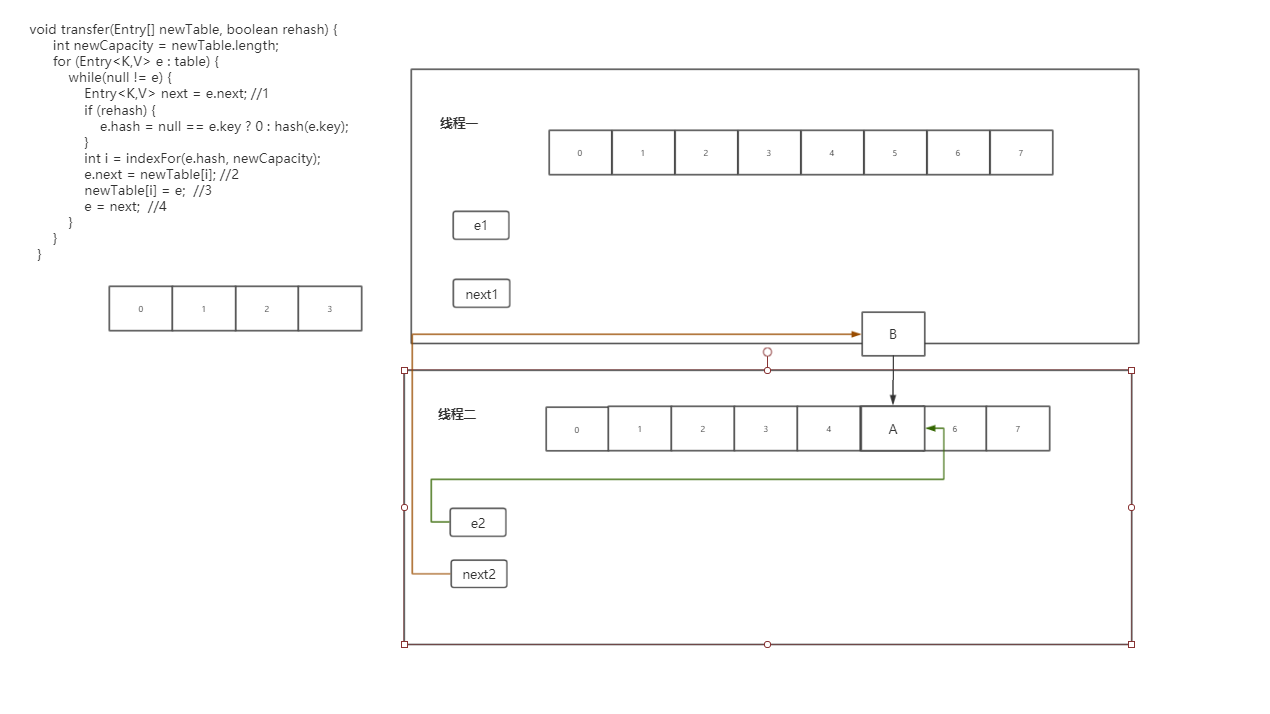 void transfer(Entry[] newTable, boolean rehash) {
int newCapacity = newTable.length;
for (Entry<K,V> e : table) {
while(null != e) {
Entry<K,V> next = e.next; //1
if (rehash) {
e.hash = null == e.key ? 0 : hash(e.key);
}
int i = indexFor(e.hash, newCapacity);
e.next = newTable[i]; //2
newTable[i] = e;  //3
e = next;  //4
}
}
}
0 1 2 3
线程一
0 1 2 3 4 5 6 7
e1
next1
B
线程二
0 1 2 3 4 A 6 7
e2
next2